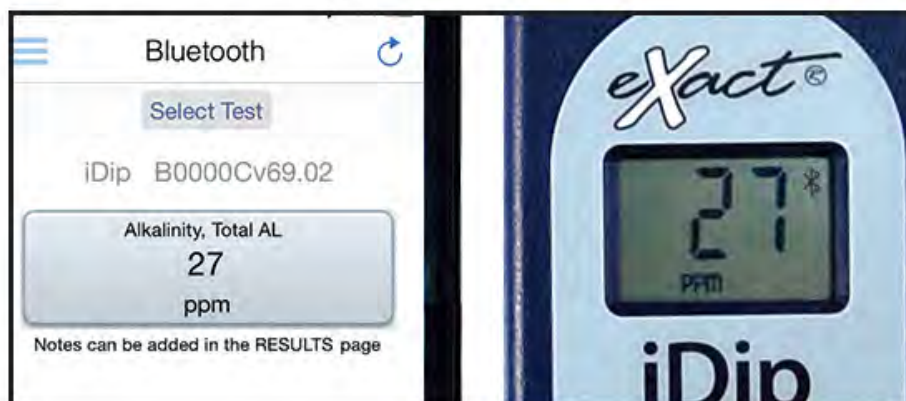 Bluetooth
Select Test
iDip B0000Cv69.02
Alkalinity, Total AL
27
ppm
Notes can be added in the RESULTS page
eXact®
27
PPM
iDip